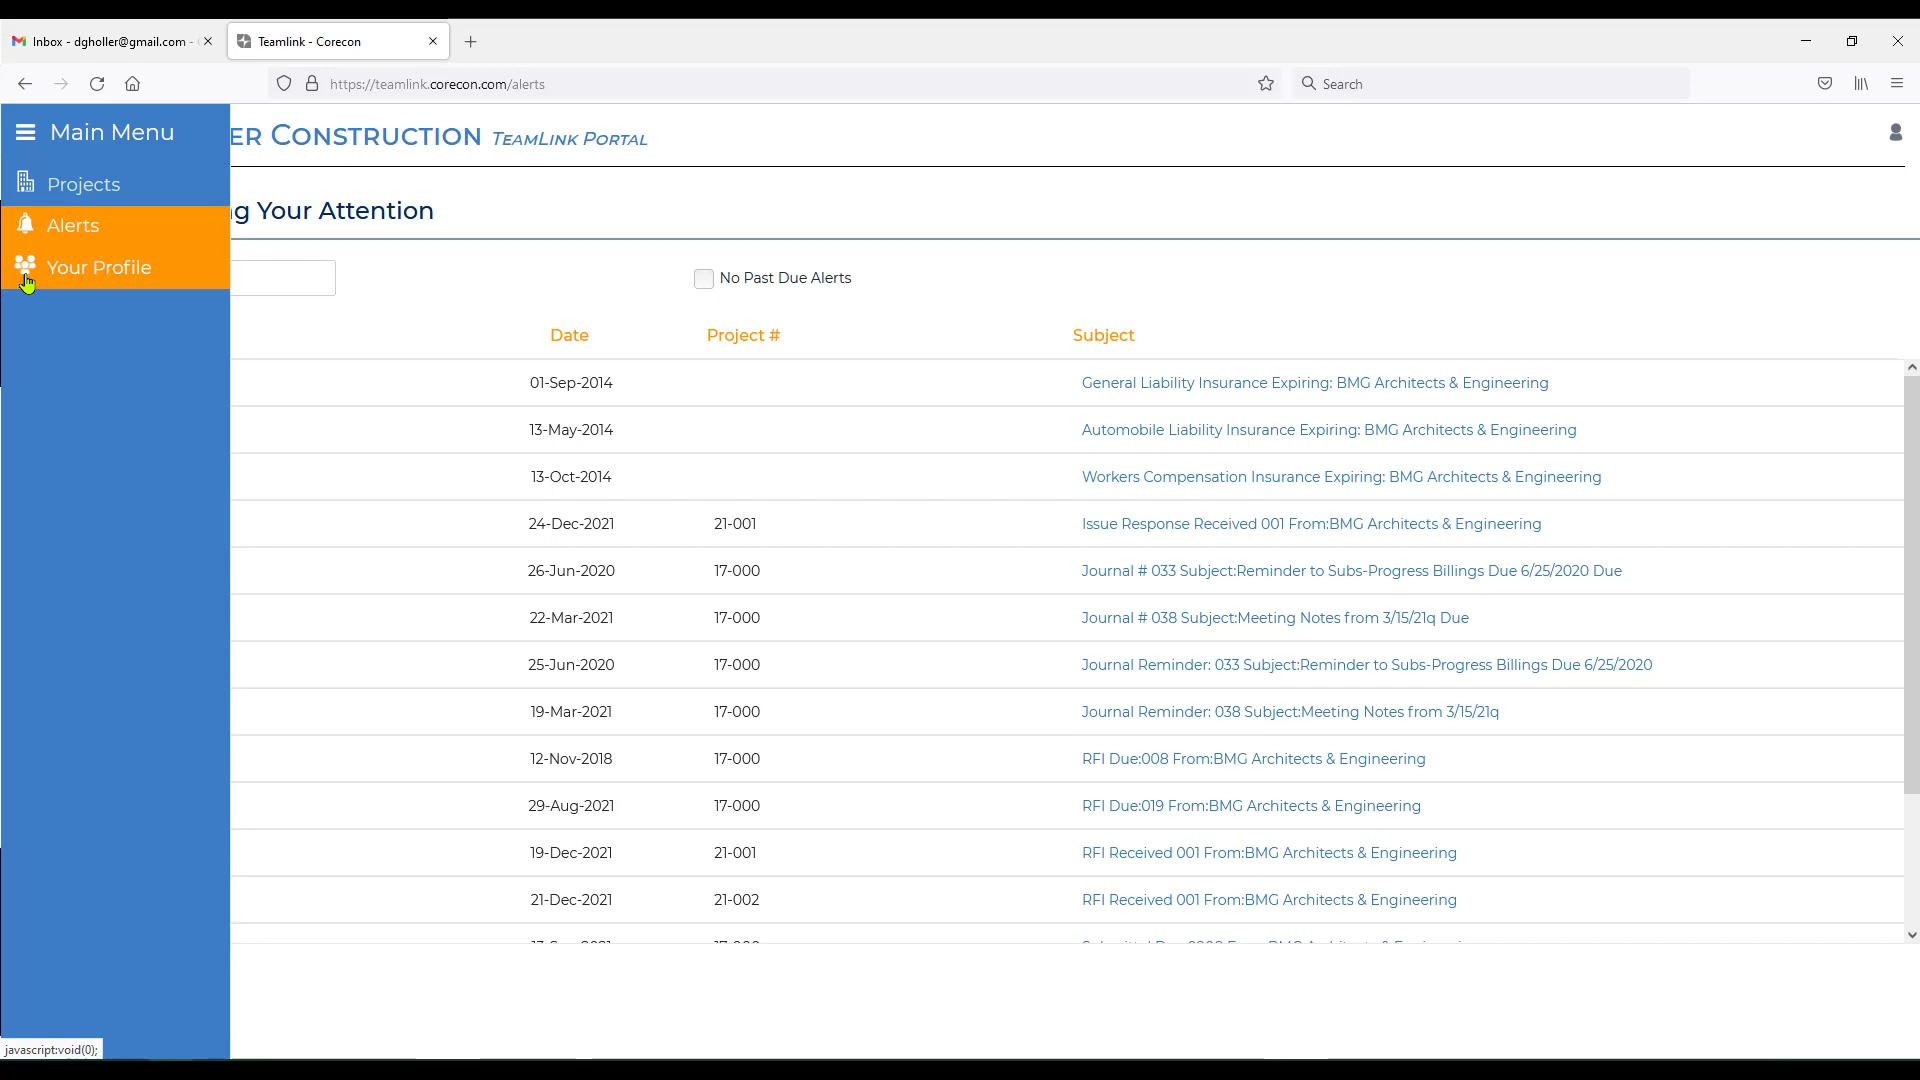 Inbox - dgholler@gmail.com -
Teamlink - Corecon
https://teamlink.corecon.com/alerts
Search
Main Menu
ER CONSTRUCTION TEAMLINK PORTAL
Projects
Alerts
g Your Attention
Your Profile
No Past Due Alerts
Date Project # Subject
01-Sep-2014 General Liability Insurance Expiring: BMG Architects & Engineering
13-May-2014 Automobile Liability Insurance Expiring: BMG Architects & Engineering
13-Oct-2014 Workers Compensation Insurance Expiring: BMG Architects & Engineering
24-Dec-2021 21-001 Issue Response Received 001 From:BMG Architects & Engineering
26-Jun-2020 17-000 Journal # 033 Subject:Reminder to Subs-Progress Billings Due 6/25/2020 Due
22-Mar-2021 17-000 Journal # 038 Subject:Meeting Notes from 3/15/21q Due
25-Jun-2020 17-000 Journal Reminder: 033 Subject:Reminder to Subs-Progress Billings Due 6/25/2020
19-Mar-2021 17-000 Journal Reminder: 038 Subject:Meeting Notes from 3/15/21q
12-Nov-2018 17-000 RFI Due:008 From:BMG Architects & Engineering
29-Aug-2021 17-000 RFI Due:019 From:BMG Architects & Engineering
19-Dec-2021 21-001 RFI Received 001 From:BMG Architects & Engineering
21-Dec-2021 21-002 RFI Received 001 From:BMG Architects & Engineering
javascript:void(0);